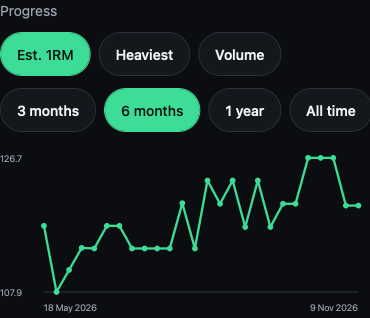 Progress
Est. 1RM Heaviest Volume
3 months 6 months 1 year All time
126.7
107.9
18 May 2026 9 Nov 2026